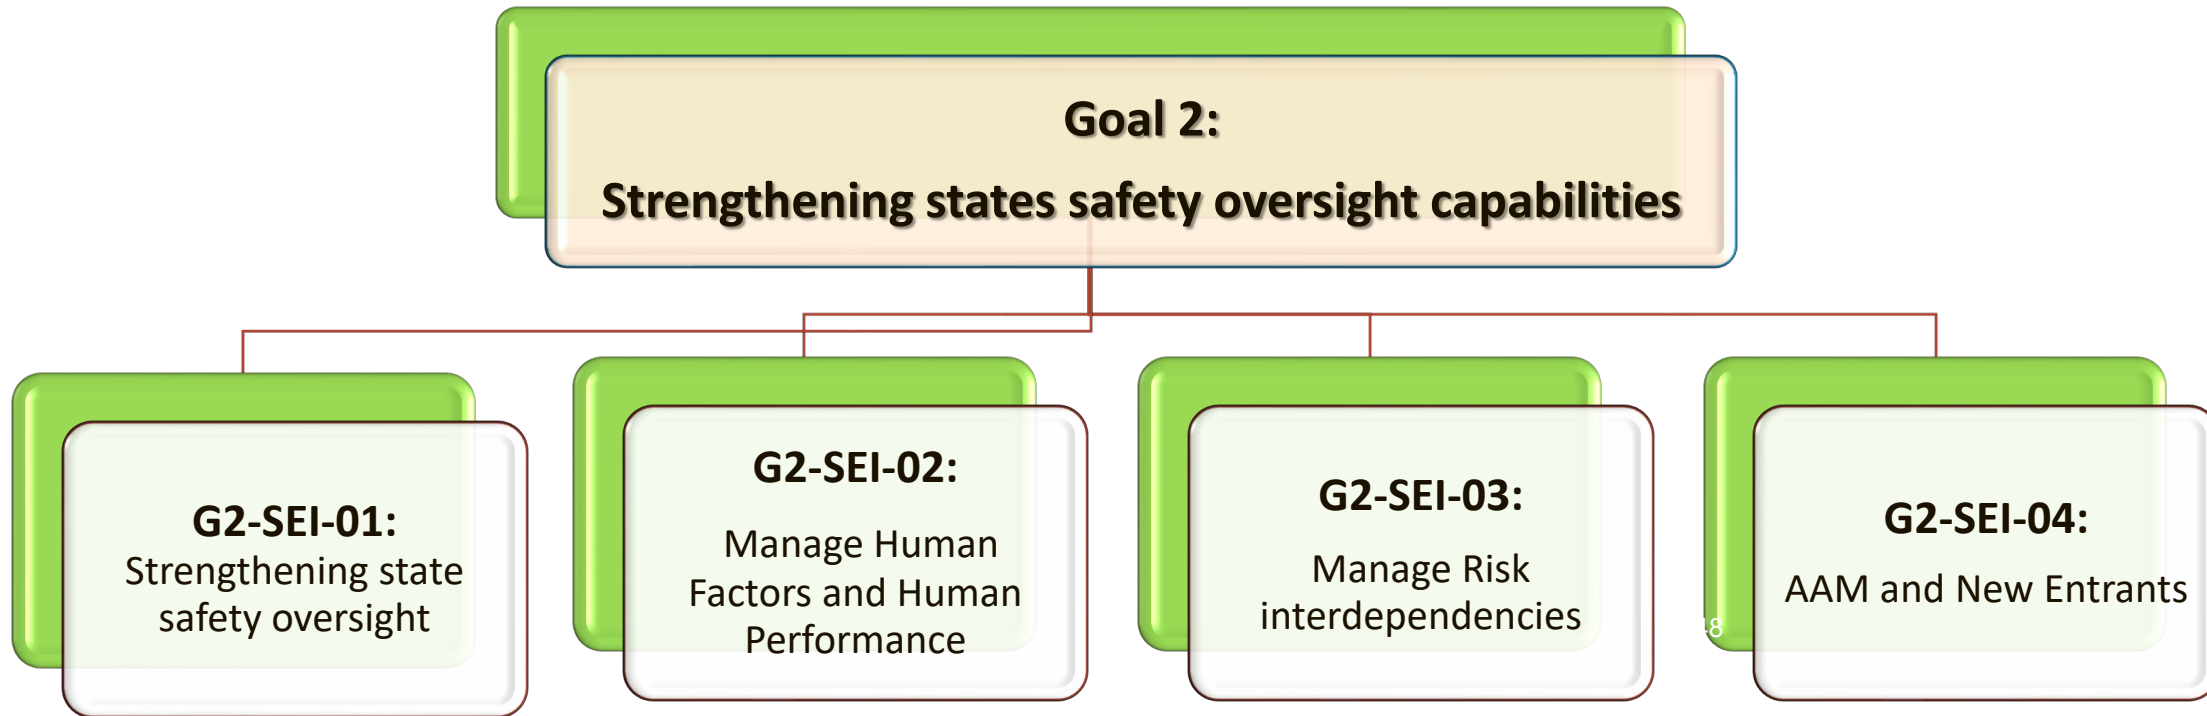 Goal 2:
Strengthening states safety oversight capabilities
G2-SEI-01:
Strengthening state
safety oversight
G2-SEI-02:
Manage Human
Factors and Human
Performance
G2-SEI-03:
Manage Risk
interdependencies
G2-SEI-04:
AAM and New Entrants